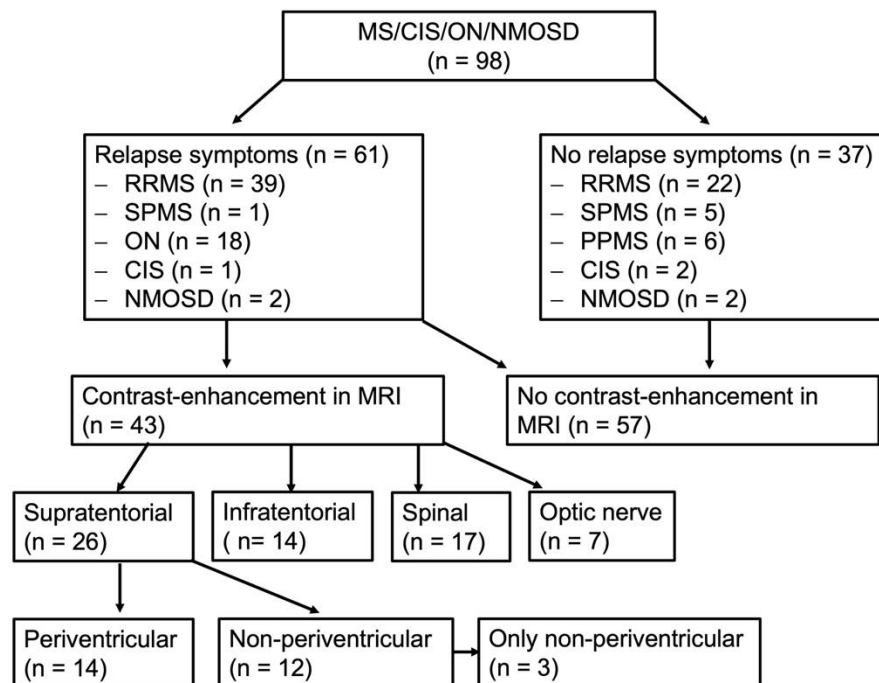 MS/CIS/ON/NMOSD
(n = 98)
Relapse symptoms (n = 61)
– RRMS (n = 39)
– SPMS (n = 1)
– ON (n = 18)
– CIS (n = 1)
– NMOSD (n = 2)
No relapse symptoms (n = 37)
– RRMS (n = 22)
– SPMS (n = 5)
– PPMS (n = 6)
– CIS (n = 2)
– NMOSD (n = 2)
Contrast-enhancement in MRI
(n = 43)
No contrast-enhancement in
MRI (n = 57)
Supratentorial
(n = 26)
Infratentorial
( n= 14)
Spinal
(n = 17)
Optic nerve
(n = 7)
Periventricular
(n = 14)
Non-periventricular
(n = 12)
Only non-periventricular
(n = 3)